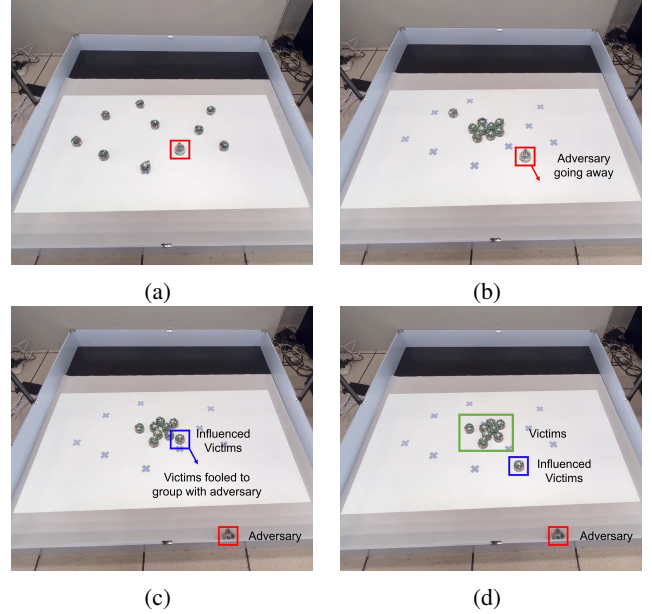 Adversary
going away
(a)
(b)
Influenced
Victims
Victims fooled to
group with adversary
Adversary
Victims
Influenced
Victims
Adversary
(c)
(d)